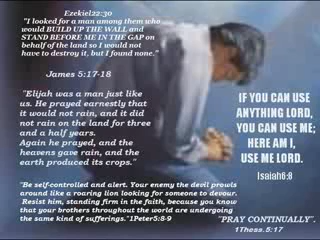 Ezekiel22:30
"I looked for a man among them who
would BUILD UP THE WALL and
STAND BEFORE ME IN THE GAP on
behalf of the land so I would not
have to destroy it, but I found none."
James 5:17-18
"Elijah was a man just like
us. He prayed earnestly that
it would not rain, and it did
not rain on the land for three
and a half years.
Again he prayed, and the
heavens gave rain, and the
earth produced its crops."
IF YOU CAN USE
ANYTHING LORD,
YOU CAN USE ME;
HERE AM I,
USE ME LORD.
Isaiah6:8
"Be self-controlled and alert. Your enemy the devil prowls
around like a roaring lion looking for someone to devour.
Resist him, standing firm in the faith, because you know
that your brothers throughout the world are undergoing
the same kind of sufferings."1Peter5:8-9
"PRAY CONTINUALLY".
1Thess.5:17